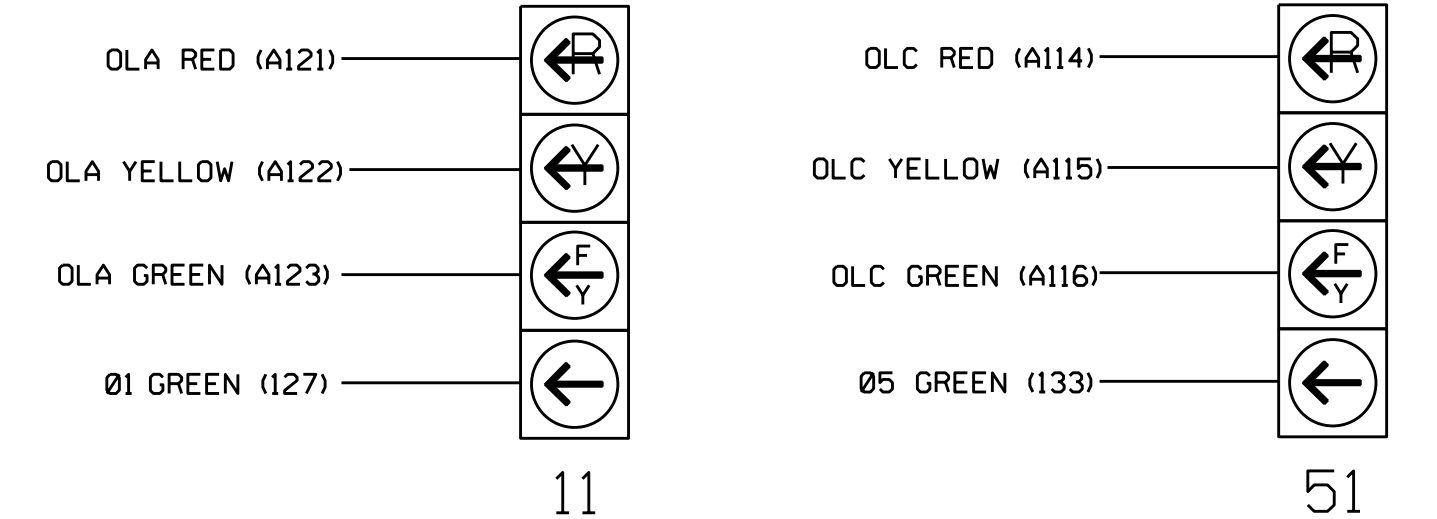 OLA RED (A121)
R
OLA YELLOW (A122)
Y
OLA GREEN (A123)
F
Y
Ø1 GREEN (127)
11
OLC RED (A114)
R
OLC YELLOW (A115)
Y
OLC GREEN (A116)
F
Y
Ø5 GREEN (133)
51